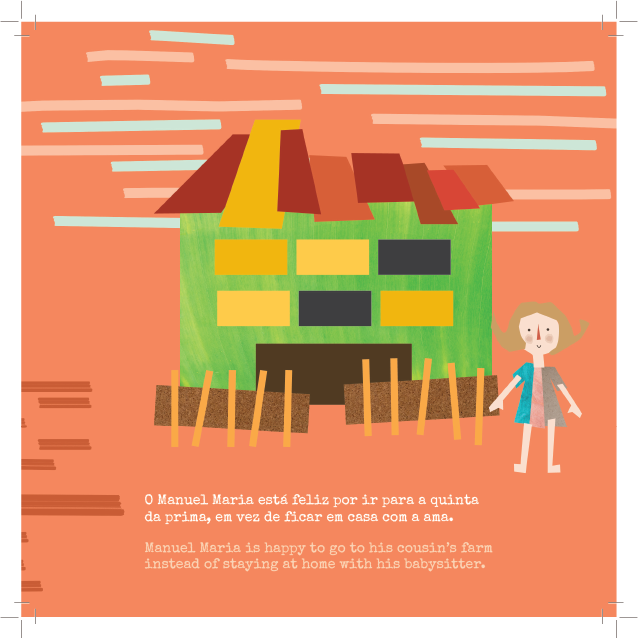 O Manuel Maria está feliz por ir para a quinta
da prima, em vez de ficar em casa com a ama.
Manuel Maria is happy to go to his cousin's farm
instead of staying at home with his babysitter.